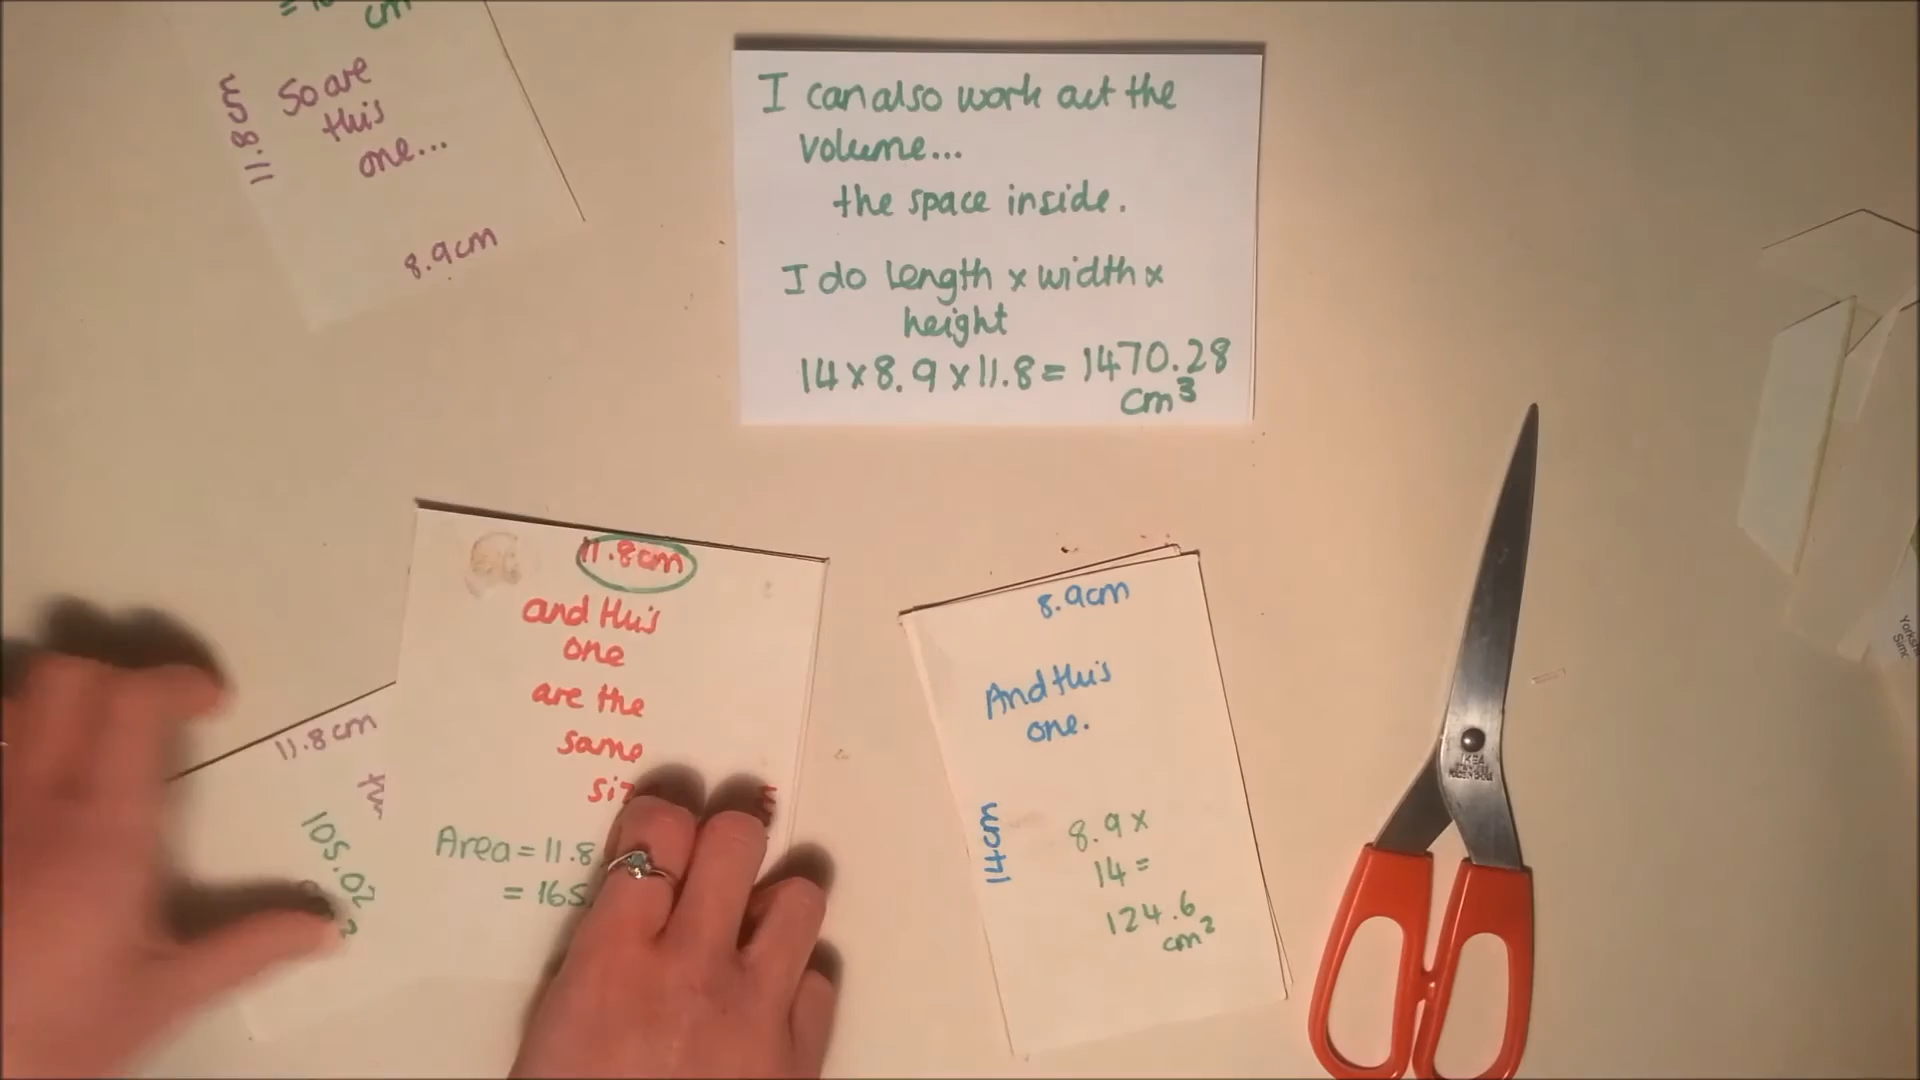 cm
So are
this
one...
11.8
8.9cm
I can also work out the
volume...
the space inside.
I do length x width x
height
14 x 8.9 x 11.8 = 1470.28
cm³
11.8cm
and this
one
are the
same
Area = 11.8
= 165.
11.8cm
105.02
2
8.9cm
And this
one.
14cm
8.9 x
14 =
124.6
cm²
IKEA